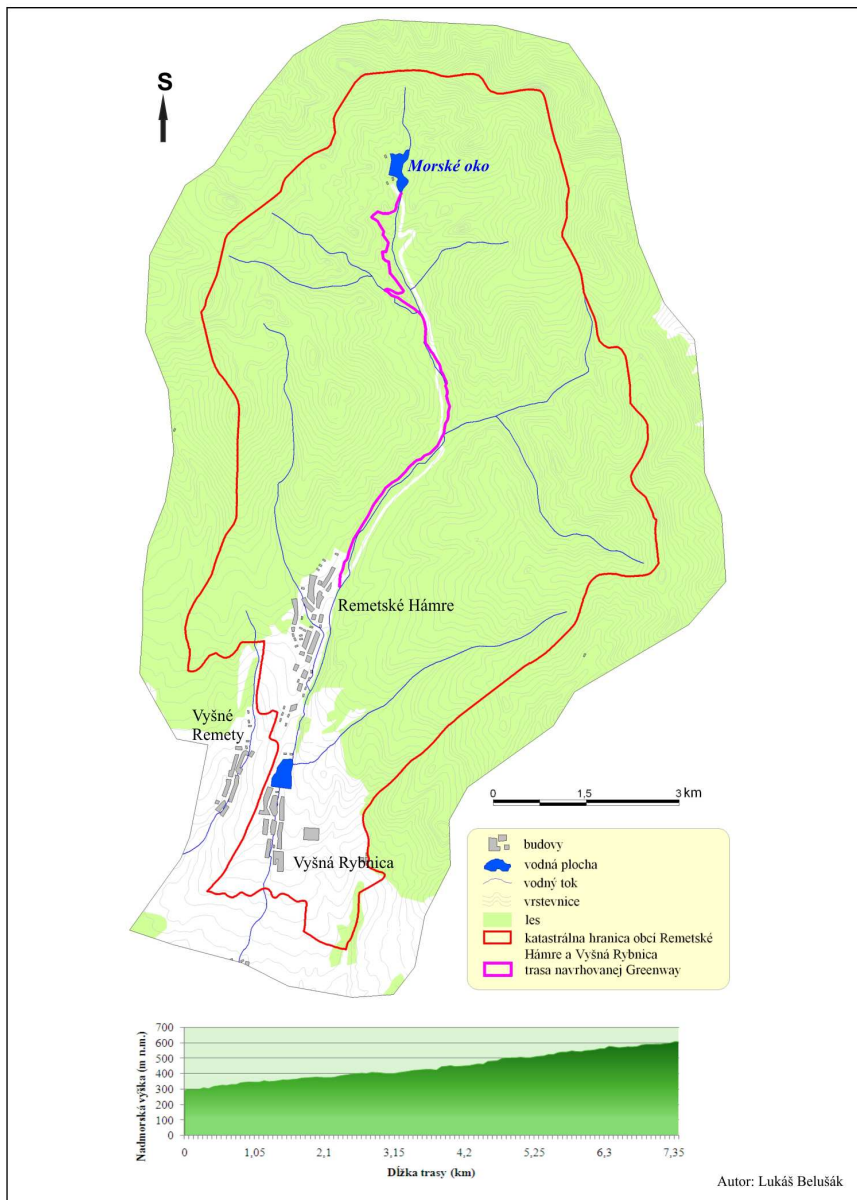 S
Morské oko
Remetské Hámre
Vyšné
Remety
Vyšná Rybnica
0 1,5 3 km
budovy
vodná plocha
vodný tok
vrstevnice
les
katastrálna hranica obcí Remetské
Hámre a Vyšná Rybnica
trasa navrhovanej Greenway
Nadmorská výška (m n.m.)
700
600
500
400
300
200
100
0
0 1,05 2,1 3,15 4,2 5,25 6,3 7,35
Dĺžka trasy (km)
Autor: Lukáš Belušák